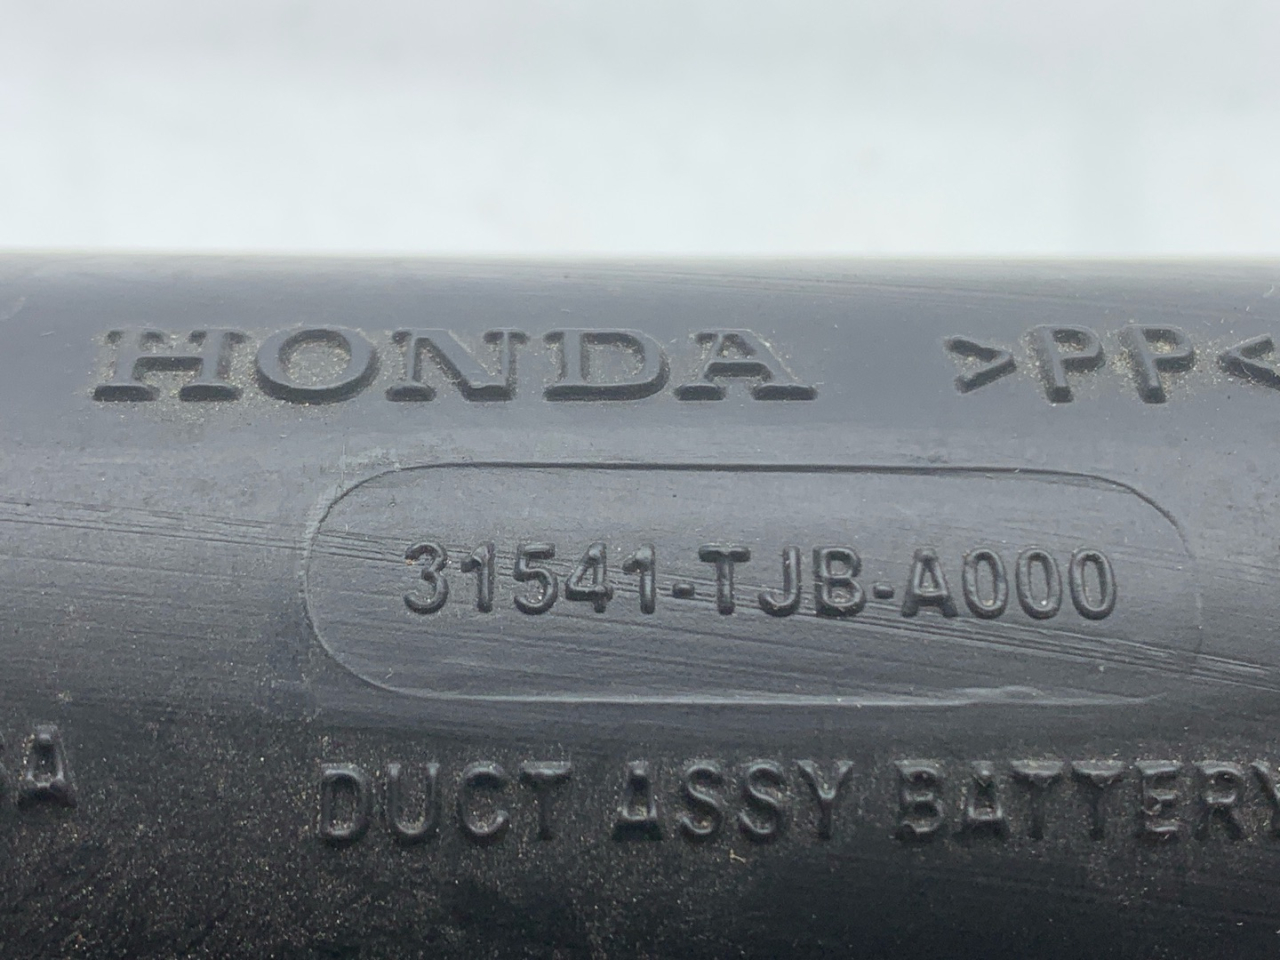 HONDA >PP<
31541-TJB-A000
DUCT ASSY BATTERY